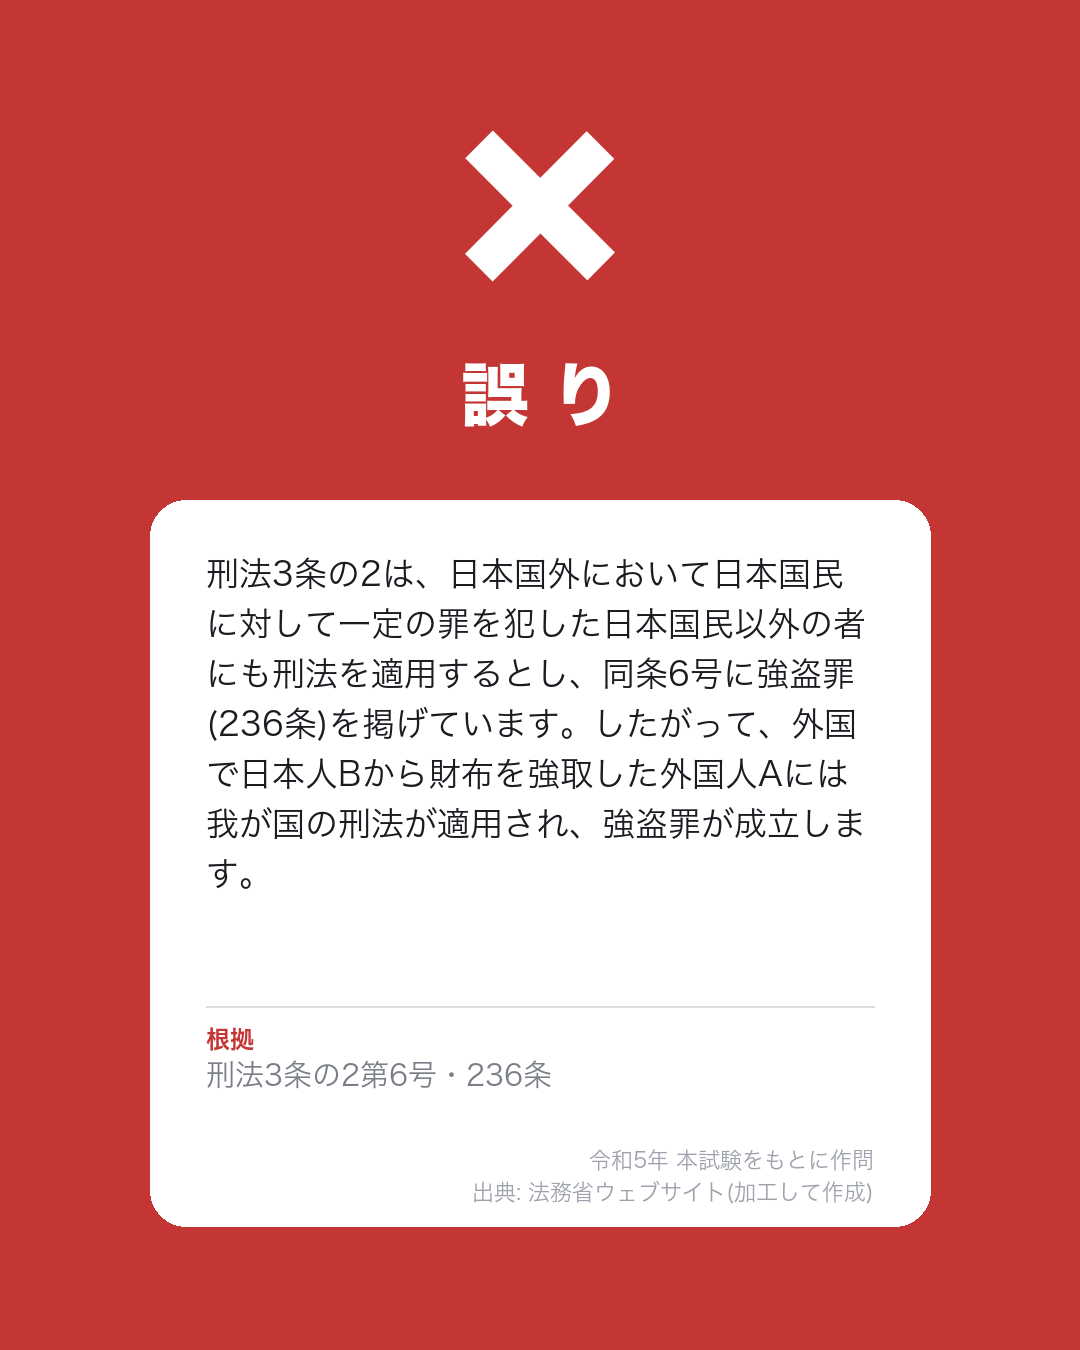 誤り
刑法3条の2は、日本国外において日本国民
に対して一定の罪を犯した日本国民以外の者
にも刑法を適用するとし、同条6号に強盗罪
(236条)を掲げています。したがって、外国
で日本人Bから財布を強取した外国人Aには
我が国の刑法が適用され、強盗罪が成立しま
す。
根拠
刑法3条の2第6号・236条
令和5年 本試験をもとに作問
出典: 法務省ウェブサイト(加工して作成)